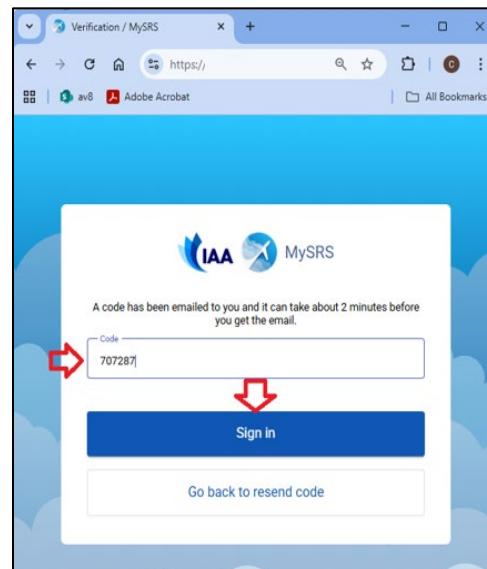 Verification / MySRS
https://
av8 Adobe Acrobat All Bookmarks
C
IAA MySRS
A code has been emailed to you and it can take about 2 minutes before
you get the email.
Code
707287
Sign in
Go back to resend code